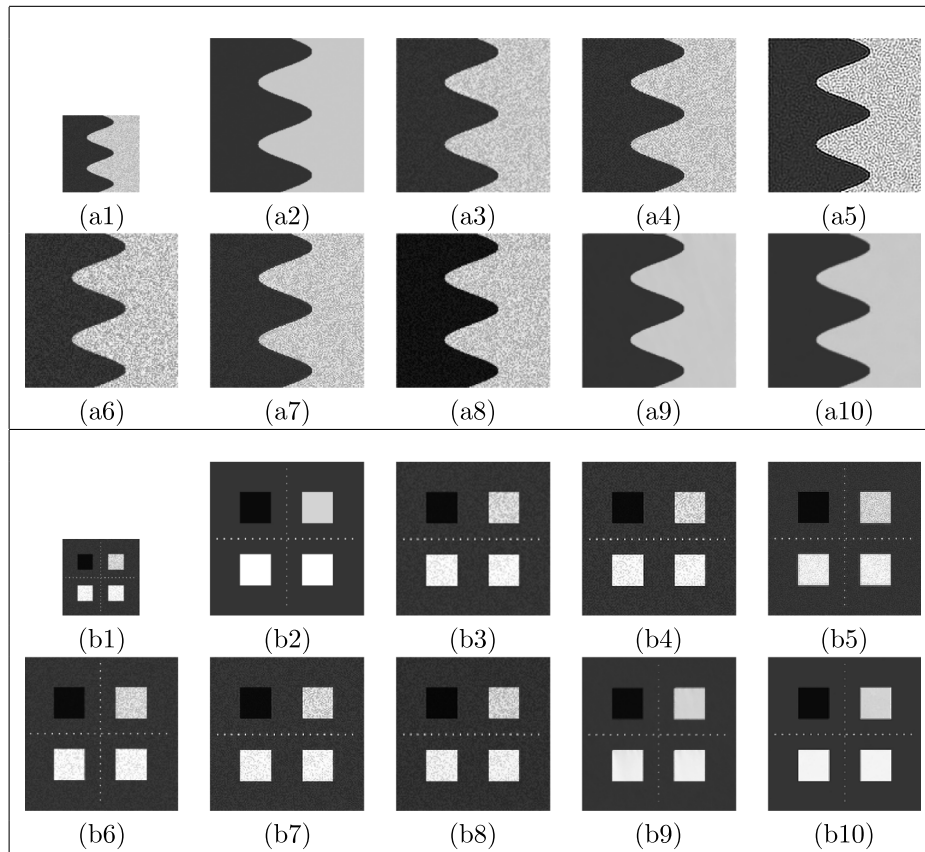 (a1) (a2) (a3) (a4) (a5)
(a6) (a7) (a8) (a9) (a10)
(b1) (b2) (b3) (b4) (b5)
(b6) (b7) (b8) (b9) (b10)